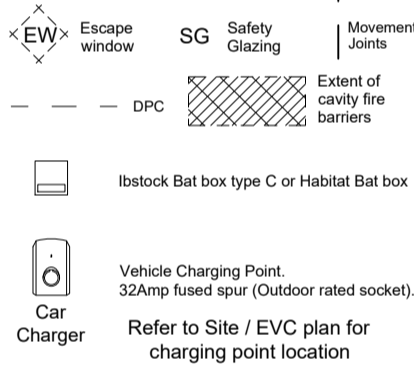 EW
Escape
window
SG
Safety
Glazing
Movement
Joints
DPC
Extent of
cavity fire
barriers
Ibstock Bat box type C or Habitat Bat box
Car
Charger
Vehicle Charging Point.
32Amp fused spur (Outdoor rated socket).
Refer to Site / EVC plan for
charging point location